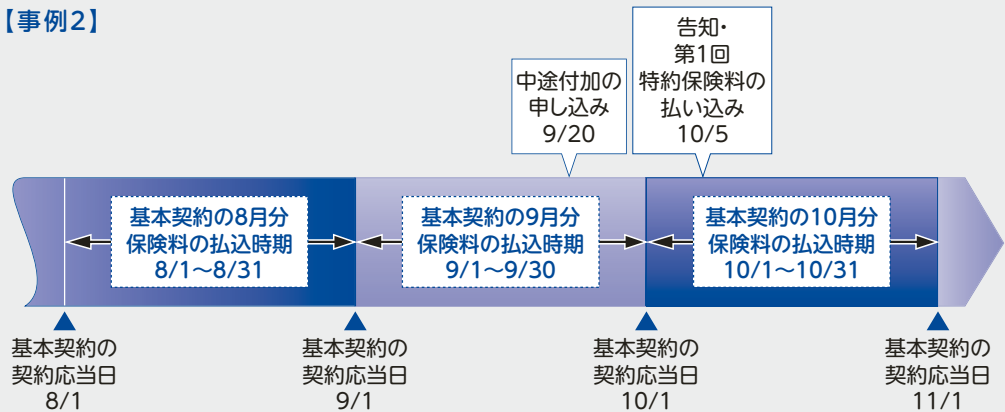 【事例2】
中途付加の
申し込み
9/20
告知・
第1回
特約保険料の
払い込み
10/5
基本契約の8月分
保険料の払込時期
8/1～8/31
基本契約の9月分
保険料の払込時期
9/1～9/30
基本契約の10月分
保険料の払込時期
10/1～10/31
基本契約の
契約応当日
8/1
基本契約の
契約応当日
9/1
基本契約の
契約応当日
10/1
基本契約の
契約応当日
11/1